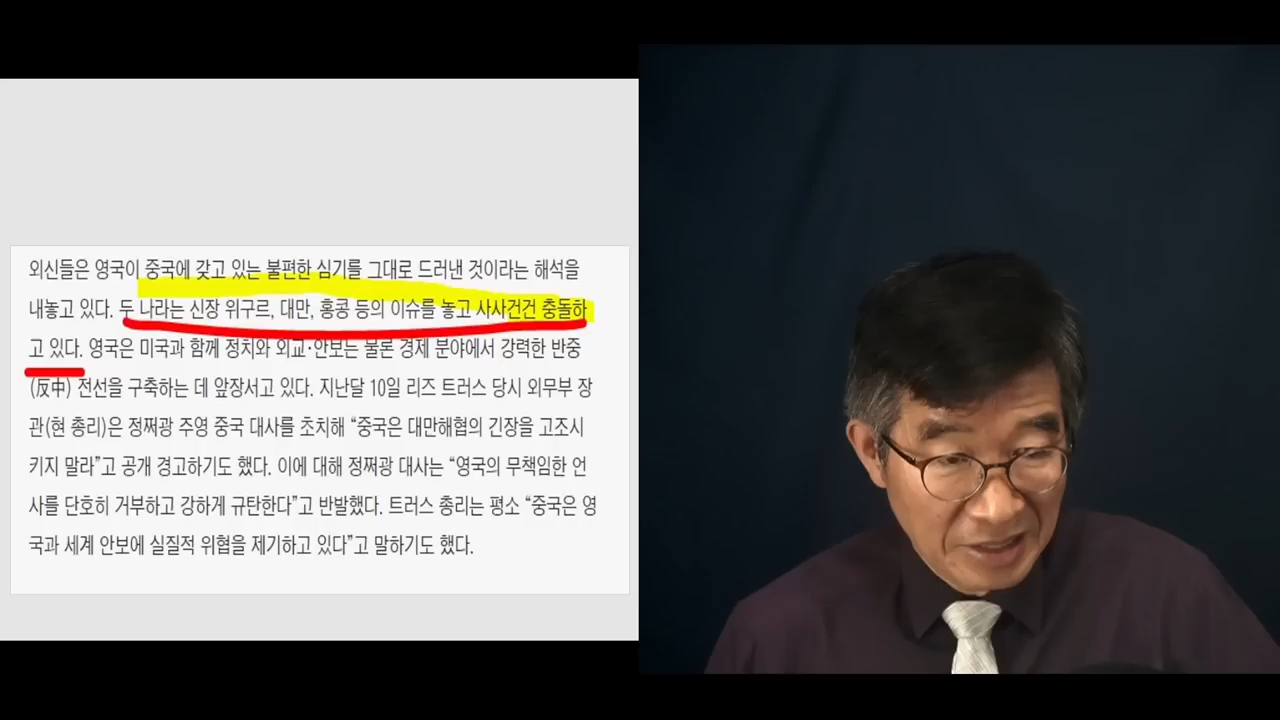 외신들은 영국이 중국에 갖고 있는 불편한 심기를 그대로 드러낸 것이라는 해석을
내놓고 있다. 두 나라는 신장 위구르, 대만, 홍콩 등의 이슈를 놓고 사사건건 충돌하
고 있다. 영국은 미국과 함께 정치와 외교·안보는 물론 경제 분야에서 강력한 반중
(反中) 전선을 구축하는 데 앞장서고 있다. 지난달 10일 리즈 트러스 당시 외무부 장
관(현 총리)은 정쩌광 주영 중국 대사를 초치해 “중국은 대만해협의 긴장을 고조시
키지 말라”고 공개 경고하기도 했다. 이에 대해 정쩌광 대사는 “영국의 무책임한 언
사를 단호히 거부하고 강하게 규탄한다”고 반발했다. 트러스 총리는 평소 “중국은 영
국과 세계 안보에 실질적 위협을 제기하고 있다”고 말하기도 했다.